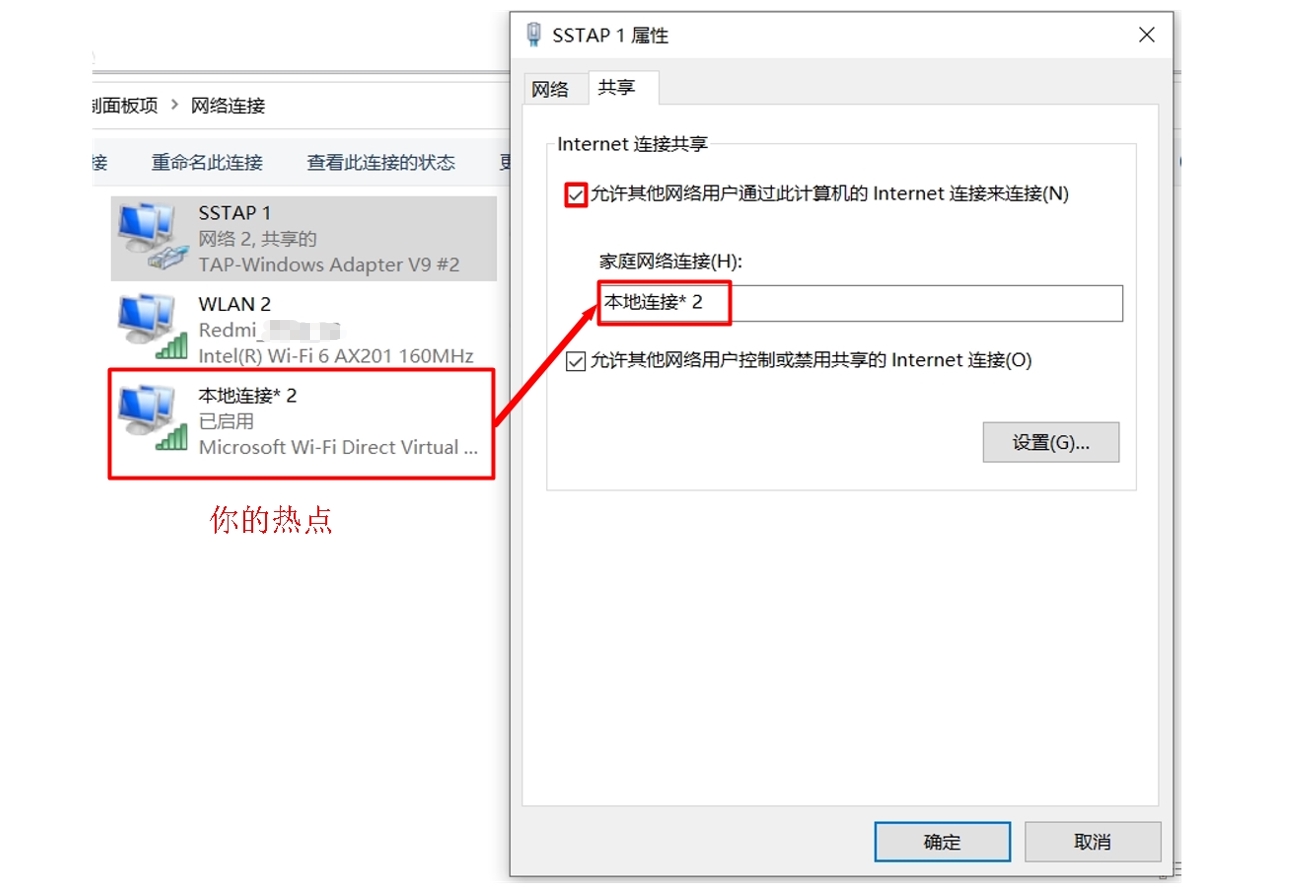 SSTAP 1 属性
网络
共享
制面板项 > 网络连接
接
重命名此连接
查看此连接的状态
更
SSTAP 1
网络 2, 共享的
TAP-Windows Adapter V9 #2
WLAN 2
Redmi_
Intel(R) Wi-Fi 6 AX201 160MHz
本地连接* 2
已启用
Microsoft Wi-Fi Direct Virtual ...
你的热点
Internet 连接共享
允许其他网络用户通过此计算机的 Internet 连接来连接(N)
家庭网络连接(H):
本地连接* 2
允许其他网络用户控制或禁用共享的 Internet 连接(O)
设置(G)...
确定
取消